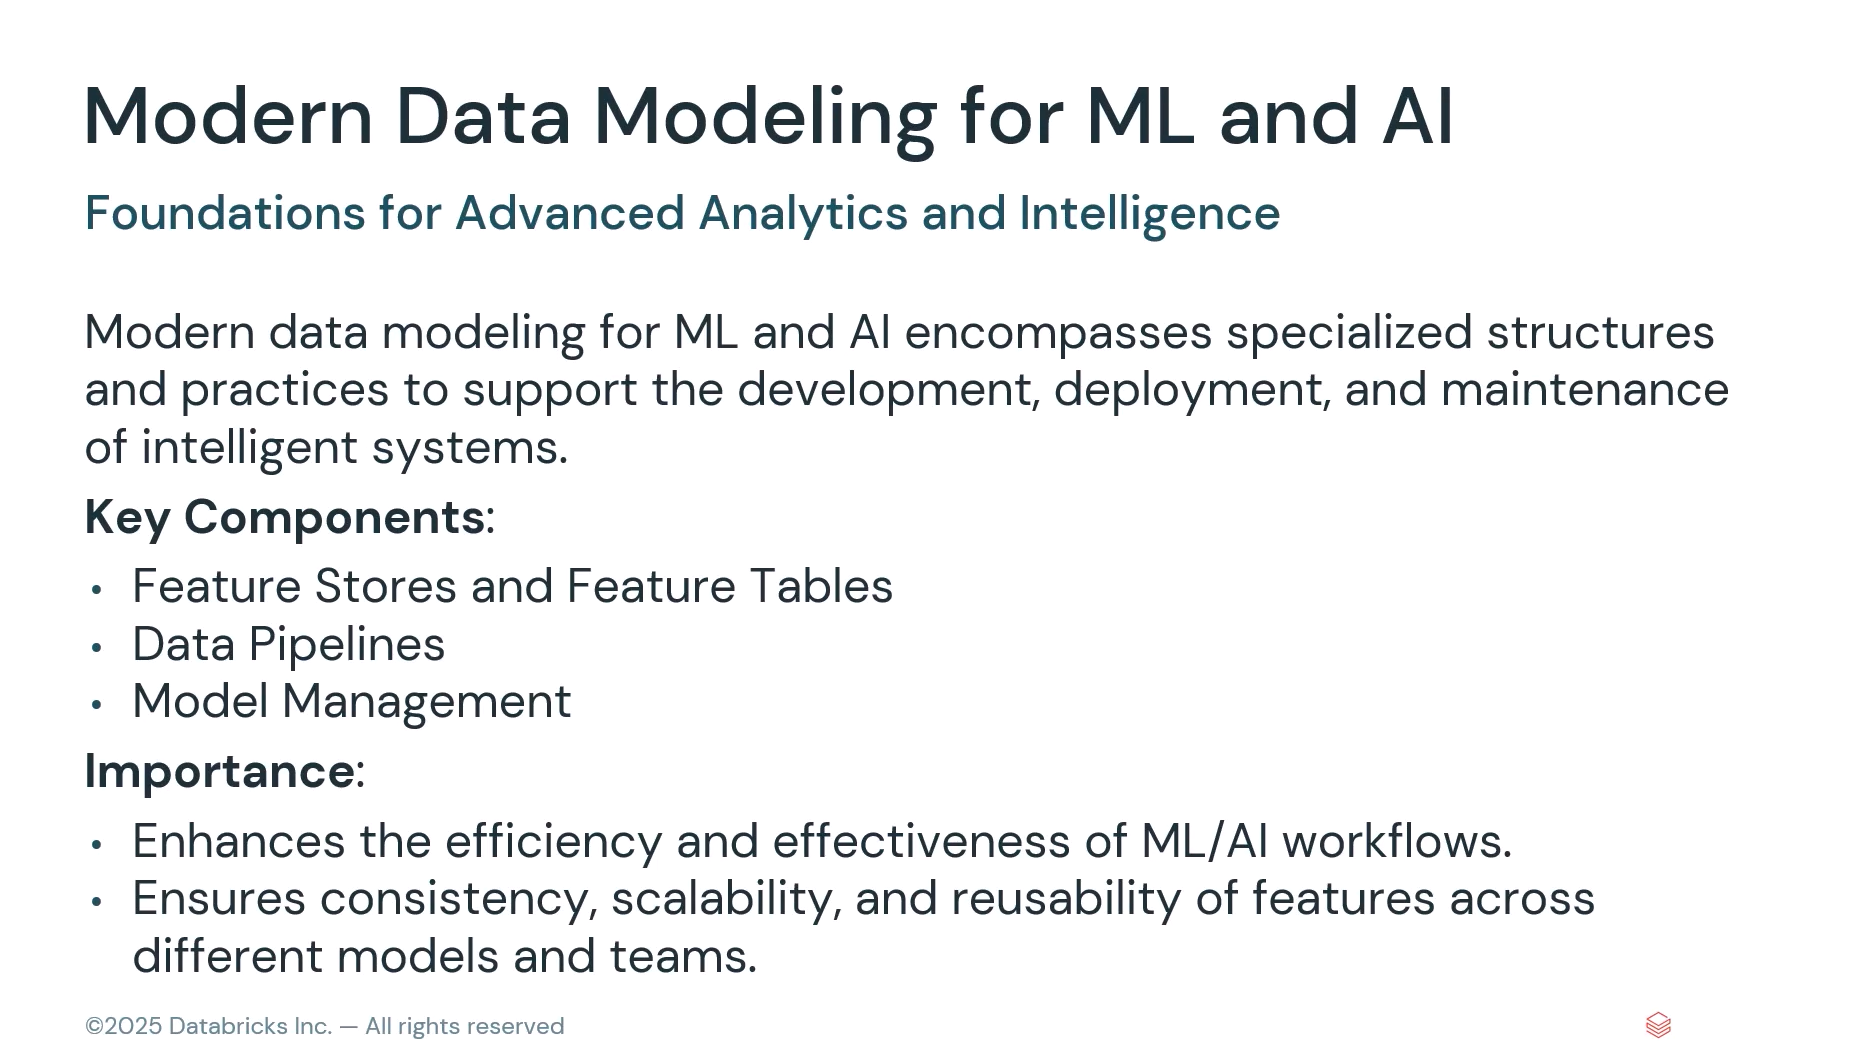 Modern Data Modeling for ML and AI
Foundations for Advanced Analytics and Intelligence
Modern data modeling for ML and AI encompasses specialized structures
and practices to support the development, deployment, and maintenance
of intelligent systems.
Key Components:
• Feature Stores and Feature Tables
• Data Pipelines
• Model Management
Importance:
• Enhances the efficiency and effectiveness of ML/AI workflows.
• Ensures consistency, scalability, and reusability of features across
different models and teams.
©2025 Databricks Inc. — All rights reserved